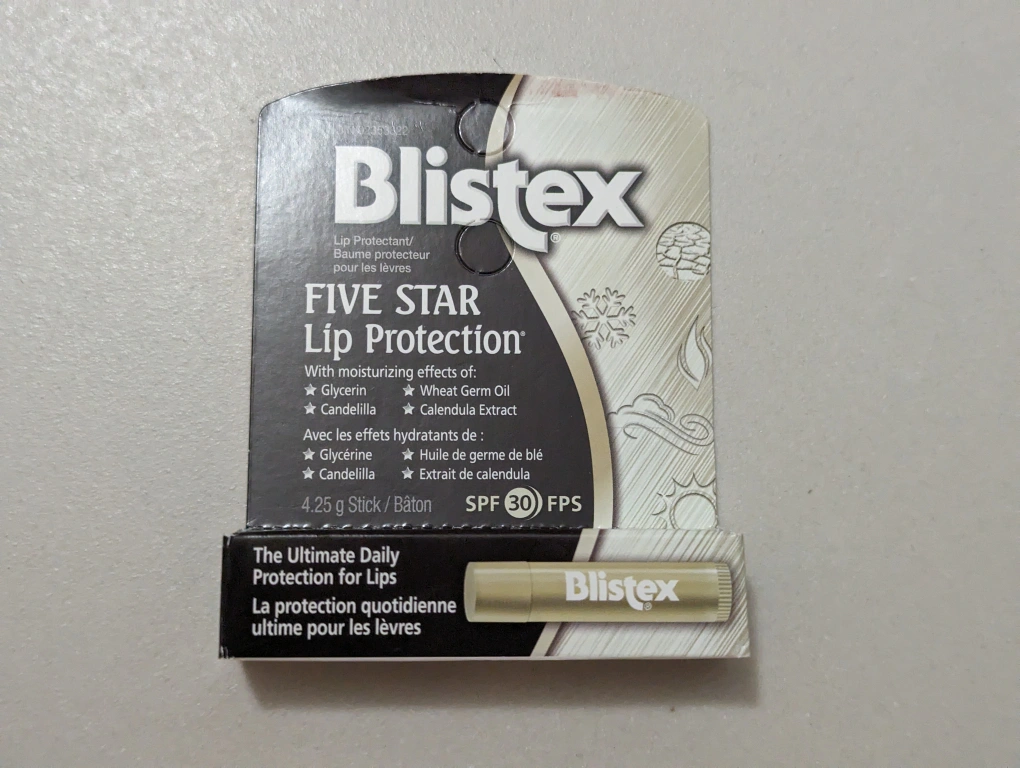 Blistex®
Lip Protectant/
Baume protecteur
pour les lèvres
FIVE STAR
Lip Protection®
With moisturizing effects of:
Glycerin Wheat Germ Oil
Candelilla Calendula Extract
Avec les effets hydratants de :
Glycérine Huile de germe de blé
Candelilla Extrait de calendula
4.25 g Stick / Bâton SPF 30 FPS
The Ultimate Daily
Protection for Lips
La protection quotidienne
ultime pour les lèvres
Blistex®